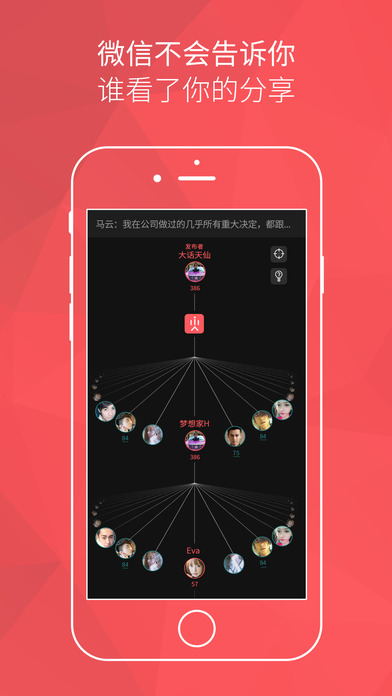 微信不会告诉你
谁看了你的分享
马云：我在公司做过的几乎所有重大决定，都跟...
发布者
大话天仙
386
84
梦想家H
386
75
84
84
Eva
57
84